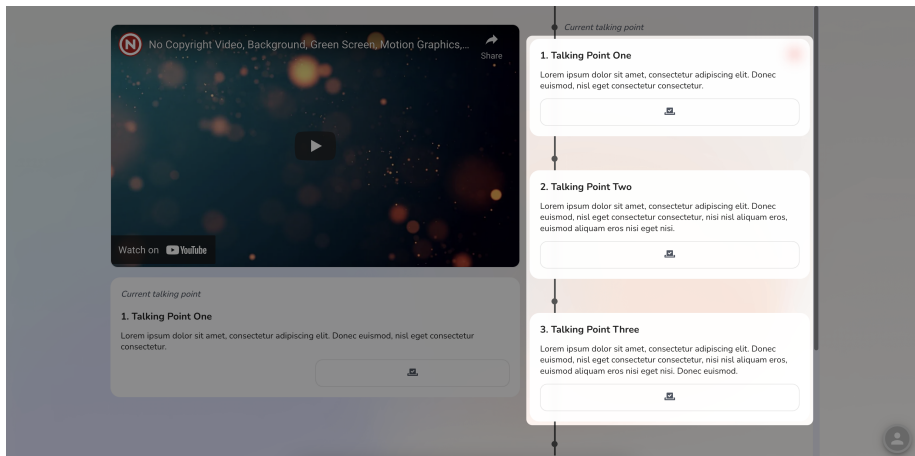 No Copyright Video, Background, Green Screen, Motion Graphics,...
Share
Watch on YouTube
Current talking point
1. Talking Point One
Lorem ipsum dolor sit amet, consectetur adipiscing elit. Donec euismod, nisl eget consectetur
consectetur.
Current talking point
1. Talking Point One
Lorem ipsum dolor sit amet, consectetur adipiscing elit. Donec
euismod, nisl eget consectetur consectetur.
2. Talking Point Two
Lorem ipsum dolor sit amet, consectetur adipiscing elit. Donec
euismod, nisl eget consectetur consectetur, nisi nisl aliquam eros,
euismod aliquam eros nisi eget nisi.
3. Talking Point Three
Lorem ipsum dolor sit amet, consectetur adipiscing elit. Donec
euismod, nisl eget consectetur consectetur, nisi nisl aliquam eros,
euismod aliquam eros nisi eget nisi. Donec euismod.